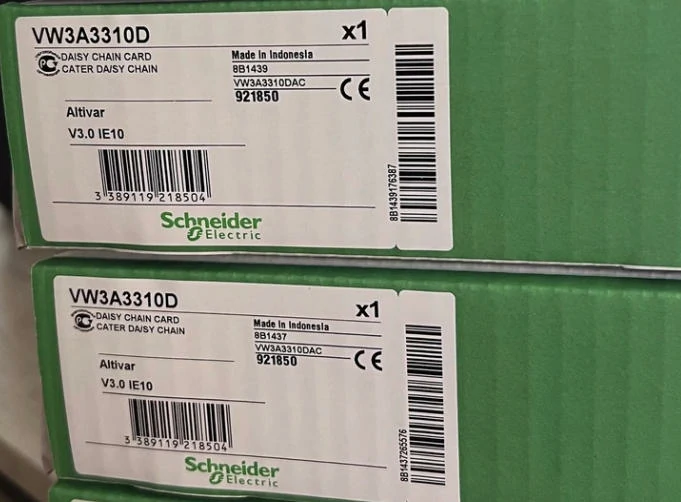 VW3A3310D
x1
DAISY CHAIN CARD
CATER DAISY CHAIN
Made In Indonesia
8B1439
VW3A3310DAC
921850
CE
Altivar
V3.0 IE10
3 389119 218504
8B1439176387
Schneider
Electric
VW3A3310D
x1
DAISY CHAIN CARD
CATER DAISY CHAIN
Made In Indonesia
8B1437
VW3A3310DAC
921850
CE
Altivar
V3.0 IE10
3 389119 218504
8B1437265576
Schneider
Electric